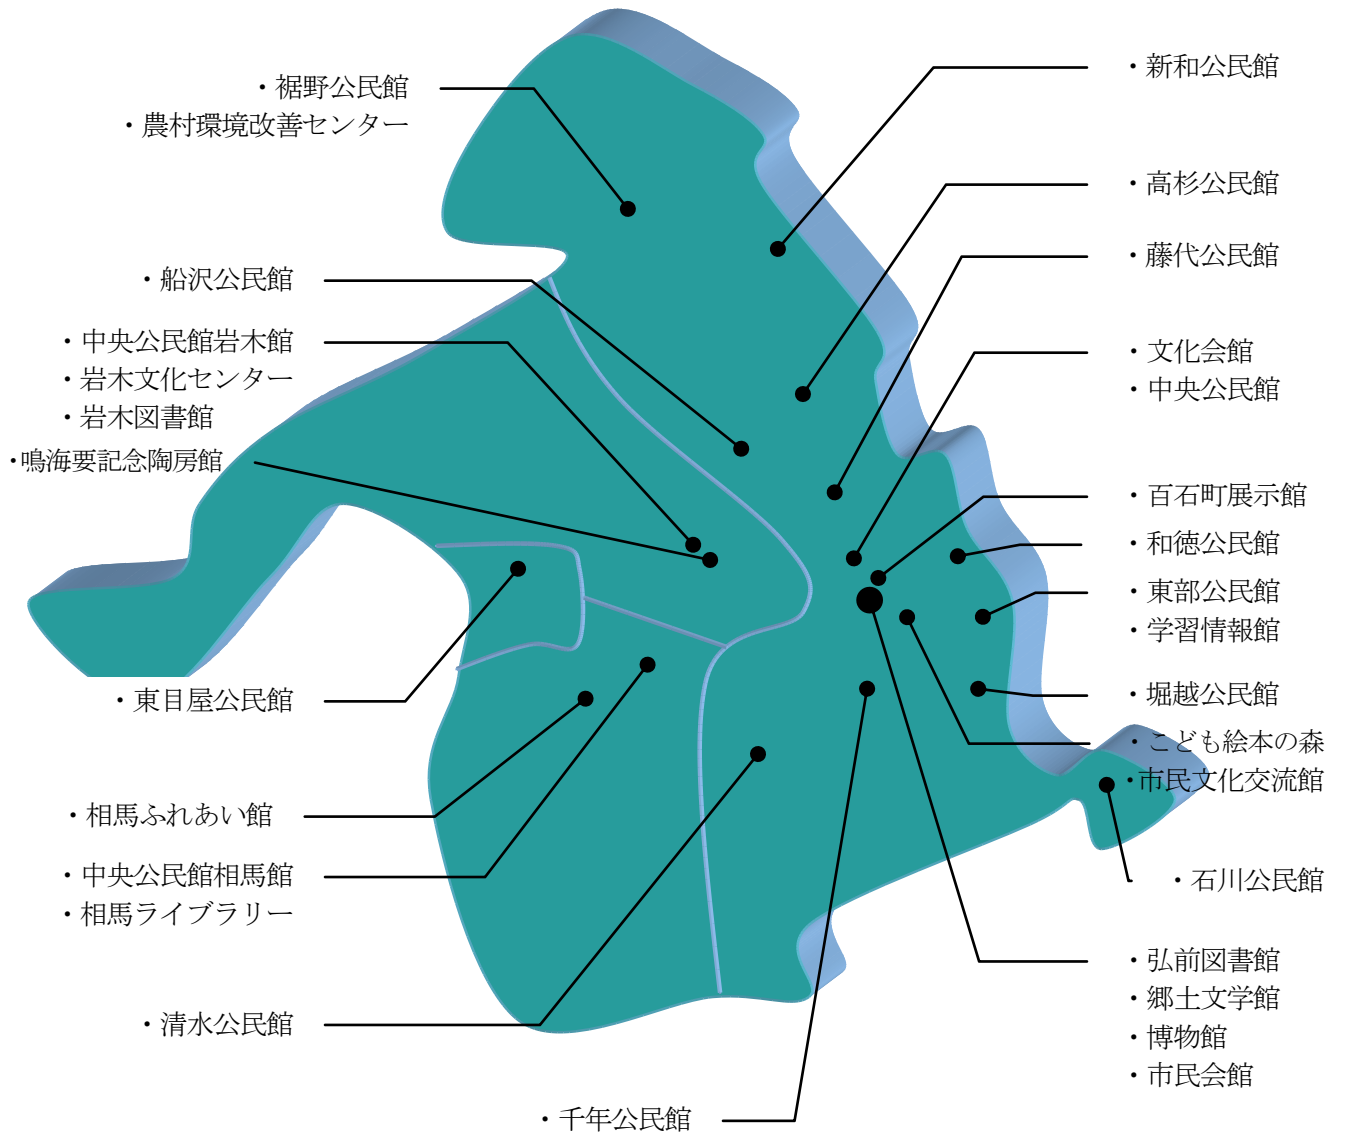 ・裾野公民館
・農村環境改善センター
・船沢公民館
・中央公民館岩木館
・岩木文化センター
・岩木図書館
・鳴海要記念陶房館
・東目屋公民館
・相馬ふれあい館
・中央公民館相馬館
・相馬ライブラリー
・清水公民館
・千年公民館
・新和公民館
・高杉公民館
・藤代公民館
・文化会館
・中央公民館
・百石町展示館
・和徳公民館
・東部公民館
・学習情報館
・堀越公民館
・こども絵本の森
・市民文化交流館
・石川公民館
・弘前図書館
・郷土文学館
・博物館
・市民会館